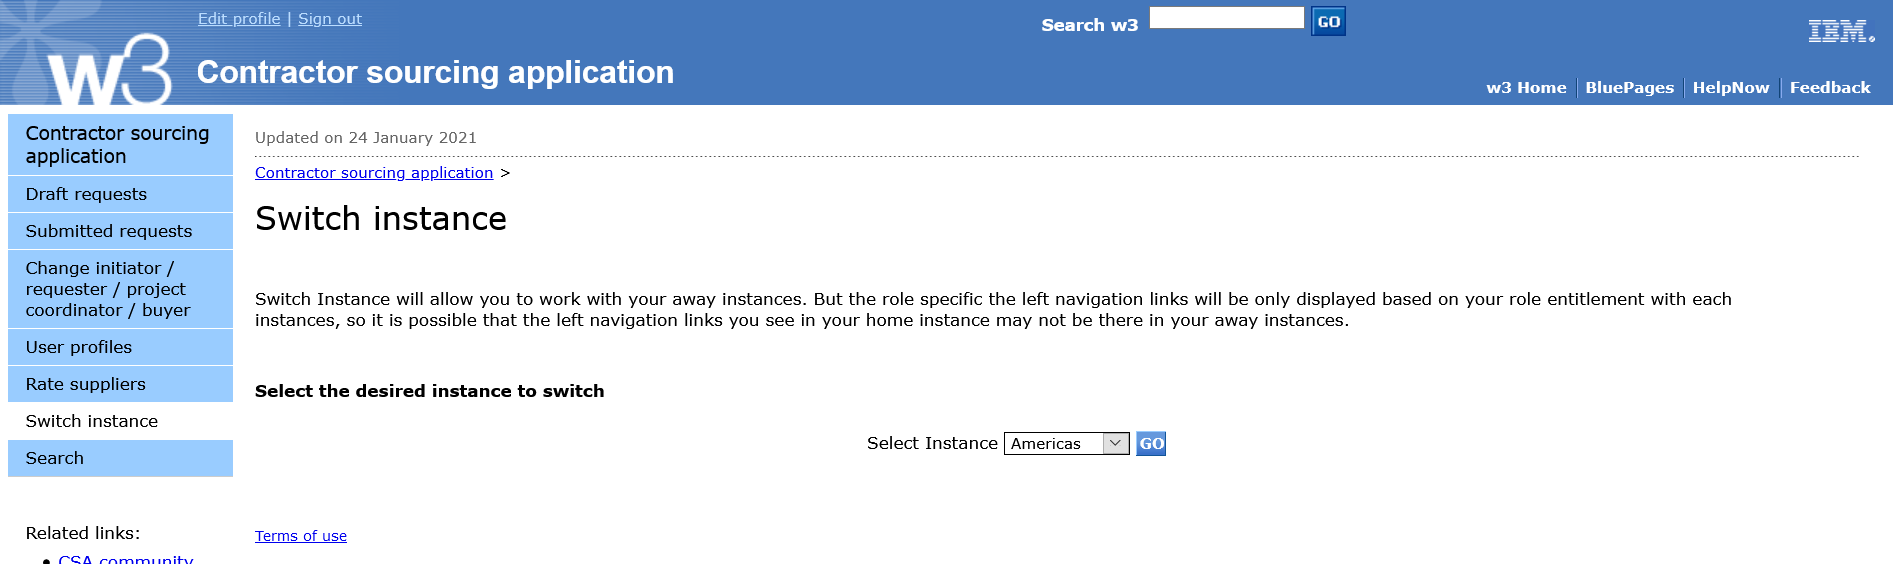 Edit profile | Sign out
Search w3 GO
IBM.
w3 Contractor sourcing application
w3 Home | BluePages | HelpNow | Feedback
Contractor sourcing
application
Draft requests
Submitted requests
Change initiator /
requester / project
coordinator / buyer
User profiles
Rate suppliers
Switch instance
Search
Related links:
• CSA community
Updated on 24 January 2021
Contractor sourcing application >
Switch instance
Switch Instance will allow you to work with your away instances. But the role specific the left navigation links will be only displayed based on your role entitlement with each
instances, so it is possible that the left navigation links you see in your home instance may not be there in your away instances.
Select the desired instance to switch
Select Instance Americas GO
Terms of use